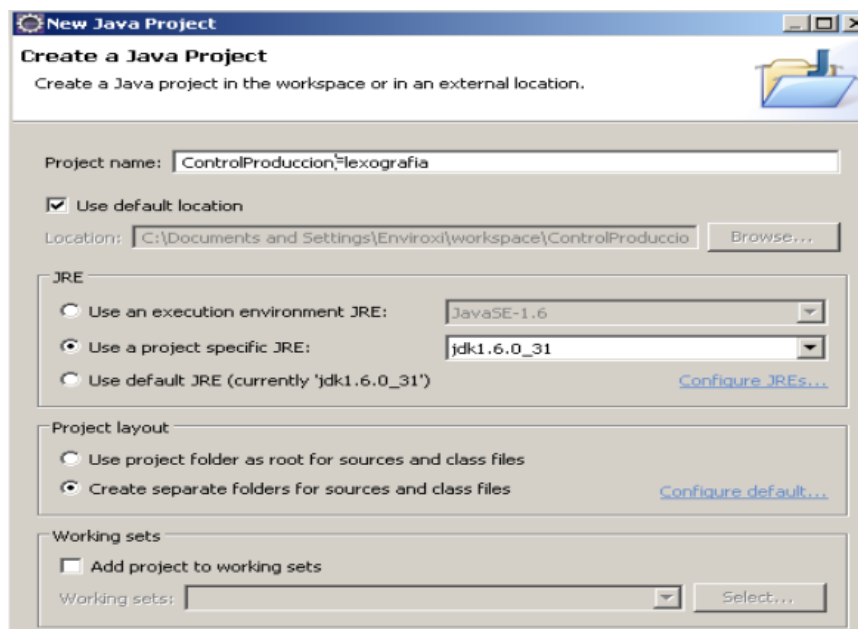 New Java Project
Create a Java Project
Create a Java project in the workspace or in an external location.
Project name: ControlProduccionFlexografia
Use default location
Location: C:\Documents and Settings\Enviroxi\workspace\ControlProduccio Browse...
JRE
Use an execution environment JRE: JavaSE-1.6
Use a project specific JRE: jdk1.6.0_31
Use default JRE (currently 'jdk1.6.0_31') Configure JREs...
Project layout
Use project folder as root for sources and class files
Create separate folders for sources and class files Configure default...
Working sets
Add project to working sets
Working sets: Select...